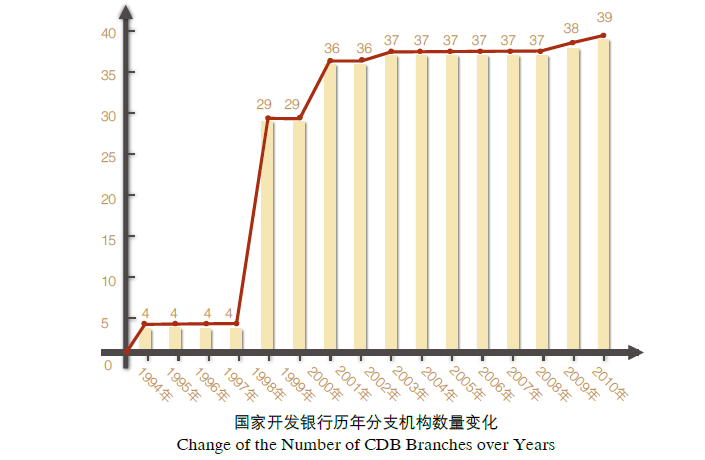 40
35
30
25
20
15
10
5
0
4 4 4 4 29 29 36 36 37 37 37 37 37 37 38 39
1994年 1995年 1996年 1997年 1998年 1999年 2000年 2001年 2002年 2003年 2004年 2005年 2006年 2007年 2008年 2009年 2010年
国家开发银行历年分支机构数量变化
Change of the Number of CDB Branches over Years